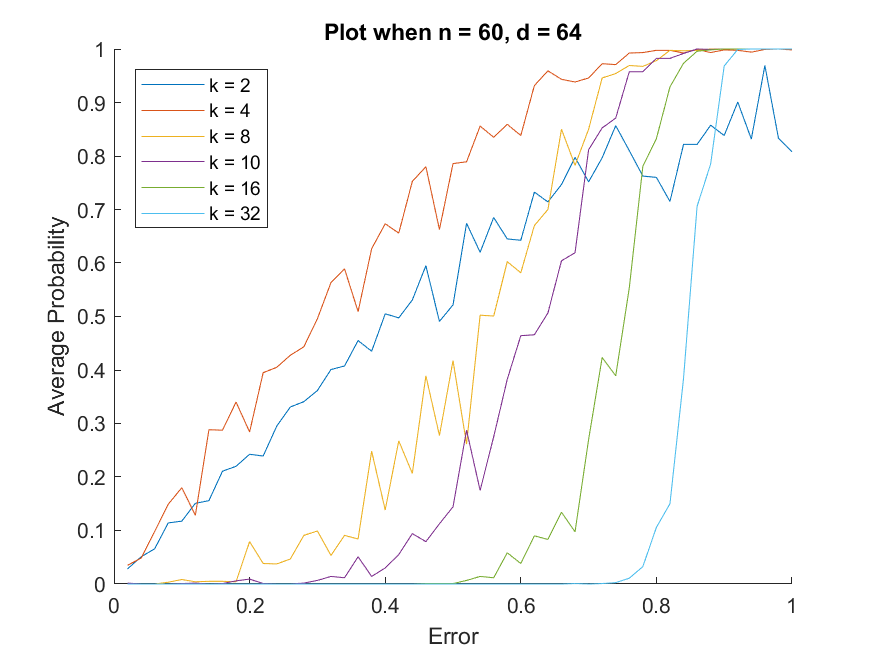 Plot when n = 60, d = 64
1
0.9
0.8
0.7
0.6
0.5
0.4
0.3
0.2
0.1
0
Average Probability
k = 2
k = 4
k = 8
k = 10
k = 16
k = 32
0 0.2 0.4 0.6 0.8 1
Error